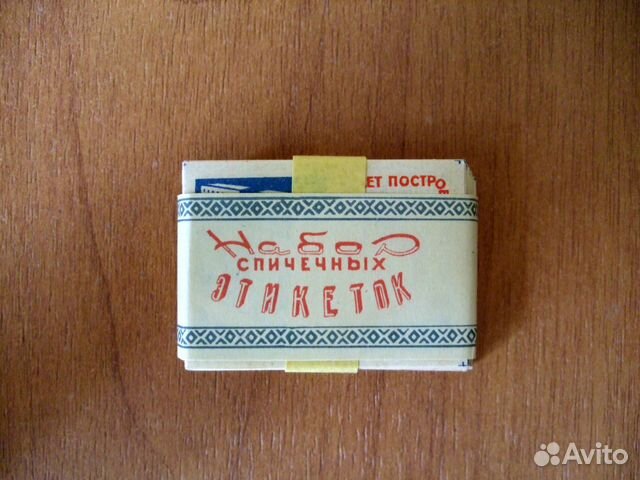 ЕТ ПОСТРО
Набор
СПИЧЕЧНЫХ
ЭТИКЕТОК
Avito